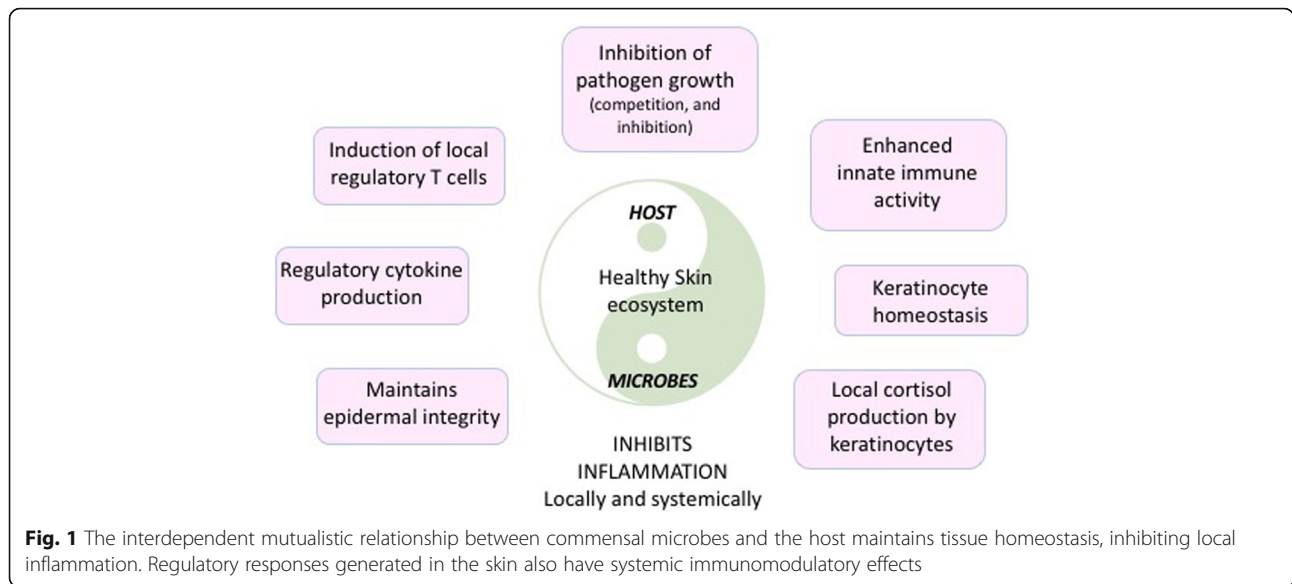 Inhibition of
pathogen growth
(competition, and
inhibition)
Induction of local
regulatory T cells
Enhanced
innate immune
activity
HOST
Regulatory cytokine
production
Healthy Skin
ecosystem
Keratinocyte
homeostasis
MICROBES
Maintains
epidermal integrity
Local cortisol
production by
keratinocytes
INHIBITS
INFLAMMATION
Locally and systemically
Fig. 1 The interdependent mutualistic relationship between commensal microbes and the host maintains tissue homeostasis, inhibiting local
inflammation. Regulatory responses generated in the skin also have systemic immunomodulatory effects